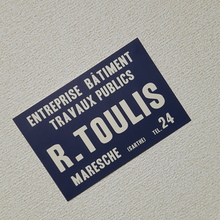 ENTREPRISE BÂTIMENT
TRAVAUX PUBLICS
R. TOULIS
MARESCHE (SARTHE) TEL. 24